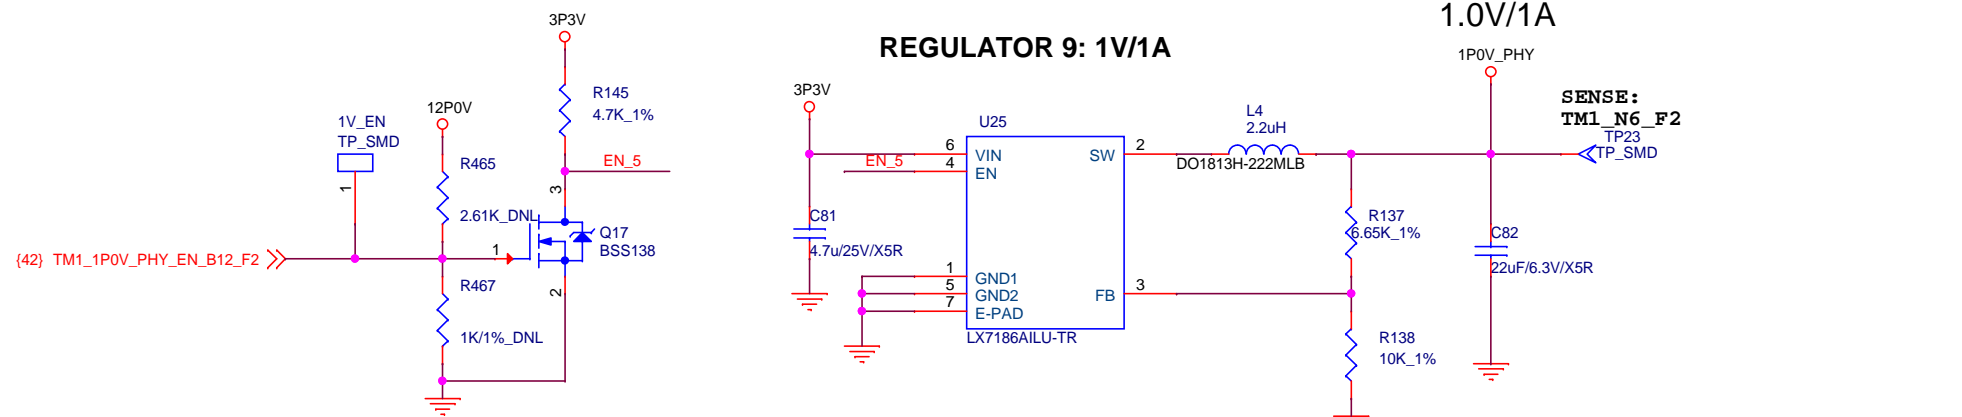 1.0V/1A
REGULATOR 9: 1V/1A
3P3V
R145
4.7K_1%
12P0V
1V_EN
TP_SMD
1
R465
2.61K_DNL
EN_5
3
Q17
BSS138
1
2
{42} TM1_1P0V_PHY_EN_B12_F2
R467
1K/1%_DNL
3P3V
U25
EN_5
6
4
VIN
EN
SW
2
C81
4.7u/25V/X5R
1
5
7
GND1
GND2
E-PAD
FB
3
LX7186AILU-TR
L4
2.2uH
DO1813H-222MLB
1P0V_PHY
SENSE:
TM1_N6_F2
TP23
TP_SMD
R137
6.65K_1%
C82
22uF/6.3V/X5R
R138
10K_1%